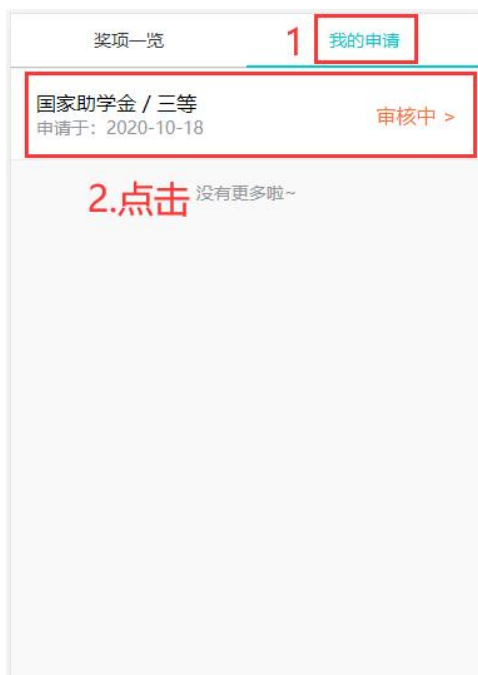 奖项一览 1 我的申请
国家助学金 / 三等
申请于：2020-10-18
审核中 >
2.点击 没有更多啦~